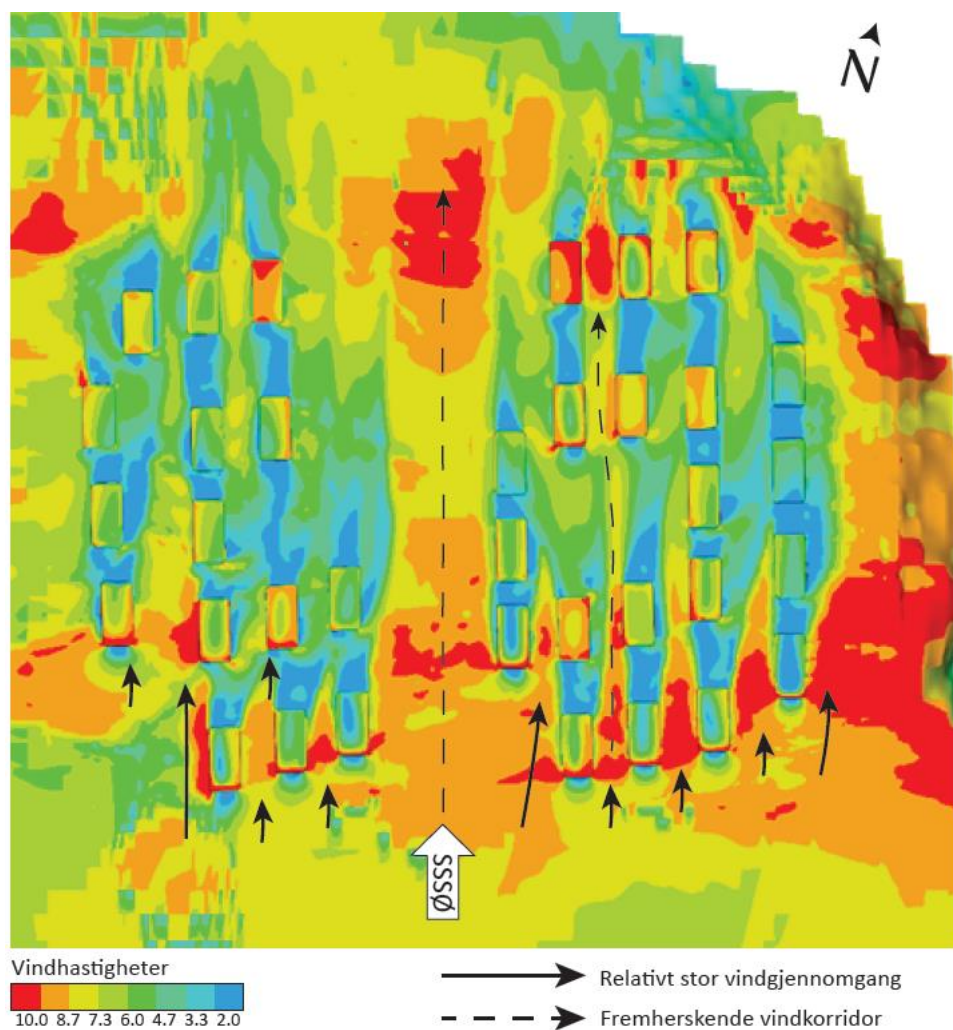 N
SSSØ
Vindhastigheter
10.0 8.7 7.3 6.0 4.7 3.3 2.0
Relativt stor vindgjennomgang
Fremherskende vindkorridor